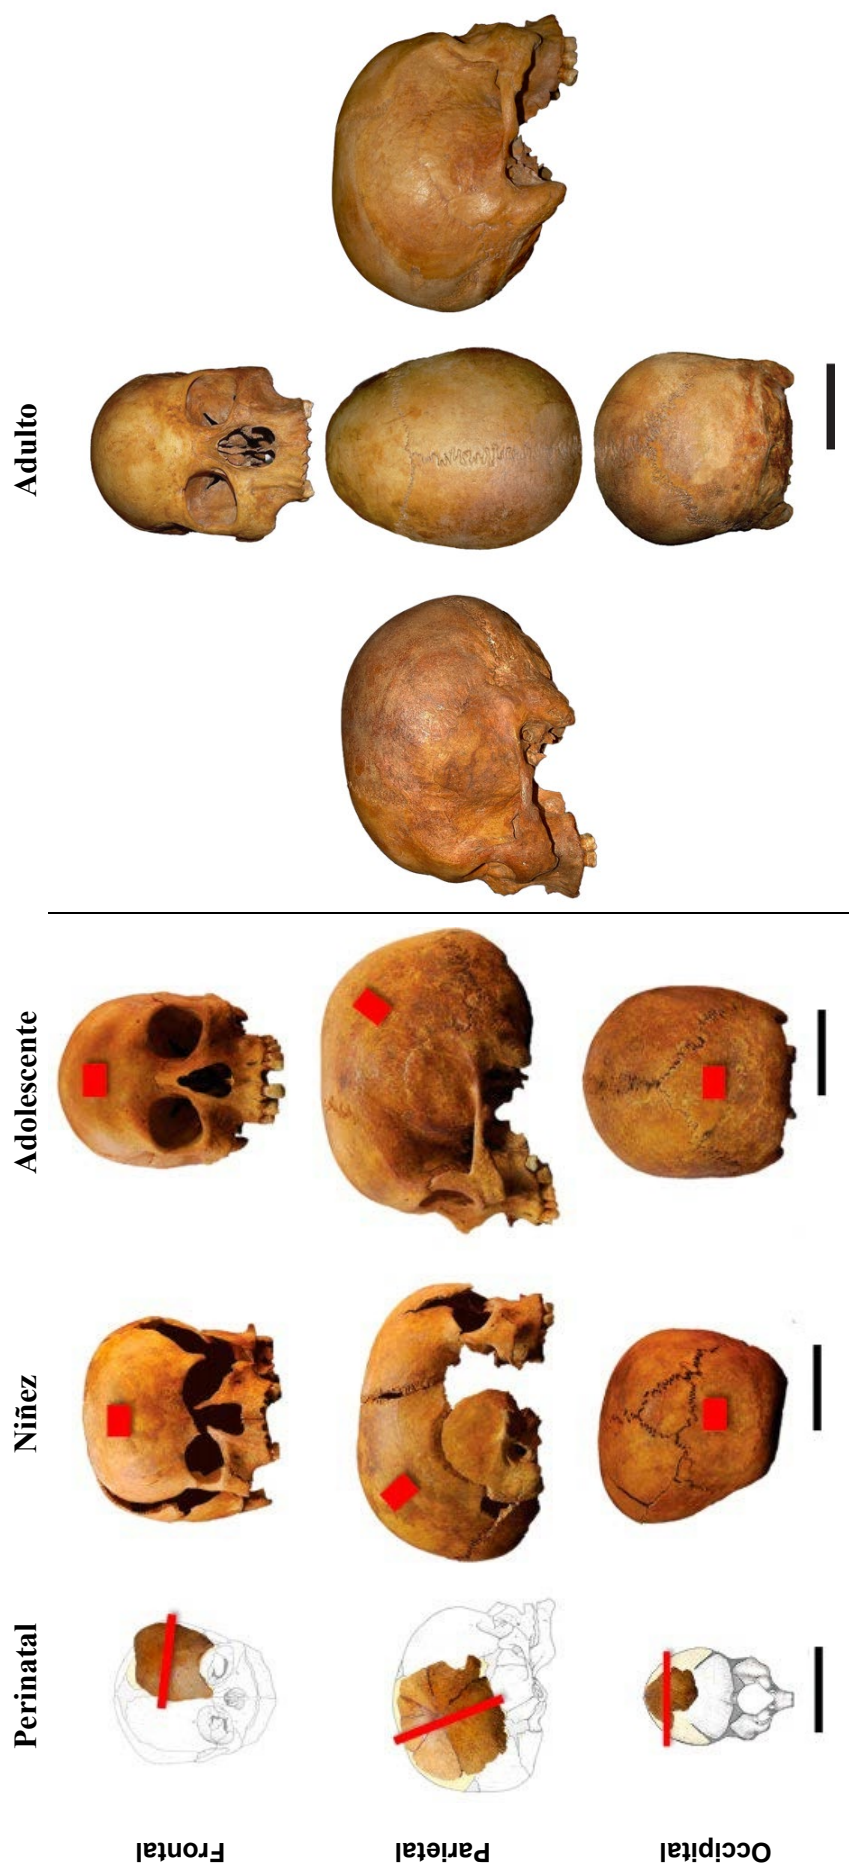 Perinatal
Niñez
Adolescente
Adulto
Frontal
Parietal
Occipital